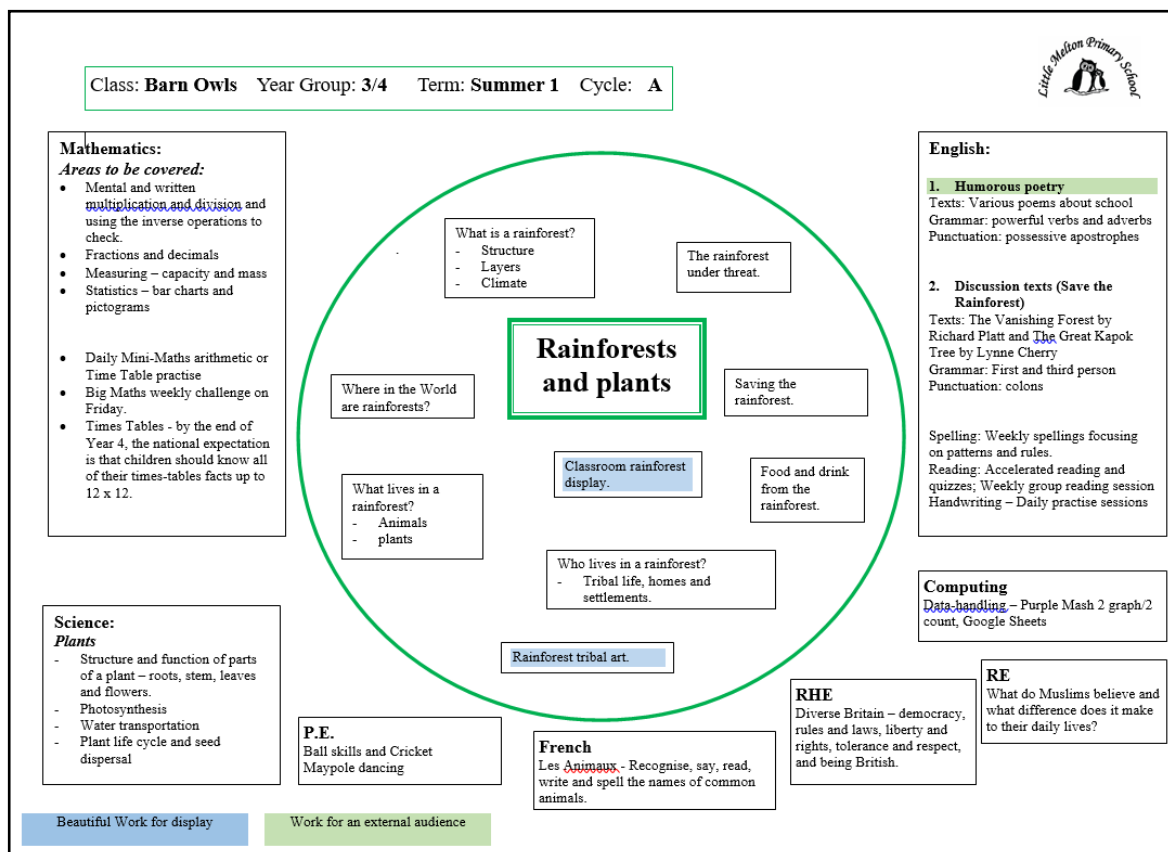 Little Melton Primary School
Class: Barn Owls Year Group: 3/4 Term: Summer 1 Cycle: A
Mathematics:
Areas to be covered:
• Mental and written
multiplication and division and
using the inverse operations to
check.
• Fractions and decimals
• Measuring – capacity and mass
• Statistics – bar charts and
pictograms
• Daily Mini-Maths arithmetic or
Time Table practise
• Big Maths weekly challenge on
Friday.
• Times Tables - by the end of
Year 4, the national expectation
is that children should know all
of their times-tables facts up to
12 x 12.
Science:
Plants
- Structure and function of parts
of a plant – roots, stem, leaves
and flowers.
- Photosynthesis
- Water transportation
- Plant life cycle and seed
dispersal
What is a rainforest?
- Structure
- Layers
- Climate
The rainforest
under threat.
Rainforests
and plants
Where in the World
are rainforests?
Saving the
rainforest.
Classroom rainforest
display.
Food and drink
from the
rainforest.
What lives in a
rainforest?
- Animals
- plants
Who lives in a rainforest?
- Tribal life, homes and
settlements.
Rainforest tribal art.
English:
1. Humorous poetry
Texts: Various poems about school
Grammar: powerful verbs and adverbs
Punctuation: possessive apostrophes
2. Discussion texts (Save the
Rainforest)
Texts: The Vanishing Forest by
Richard Platt and The Great Kapok
Tree by Lynne Cherry
Grammar: First and third person
Punctuation: colons
Spelling: Weekly spellings focusing
on patterns and rules.
Reading: Accelerated reading and
quizzes; Weekly group reading session
Handwriting – Daily practise sessions
Computing
Data-handling – Purple Mash 2 graph/2
count, Google Sheets
RE
What do Muslims believe and
what difference does it make
to their daily lives?
RHE
Diverse Britain – democracy,
rules and laws, liberty and
rights, tolerance and respect,
and being British.
P.E.
Ball skills and Cricket
Maypole dancing
French
Les Animaux - Recognise, say, read,
write and spell the names of common
animals.
Beautiful Work for display
Work for an external audience